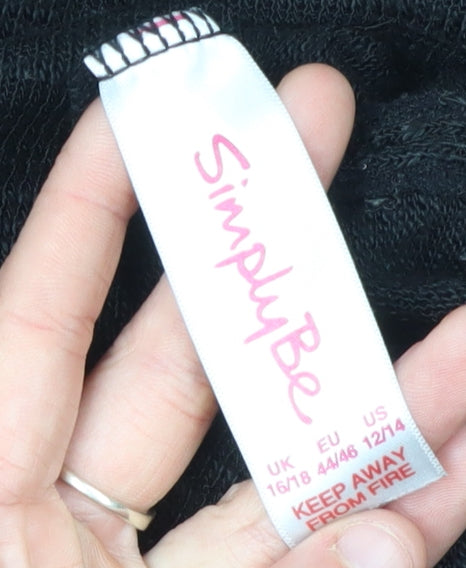 SimplyBe
UK EU US
16/18 44/46 12/14
KEEP AWAY
FROM FIRE